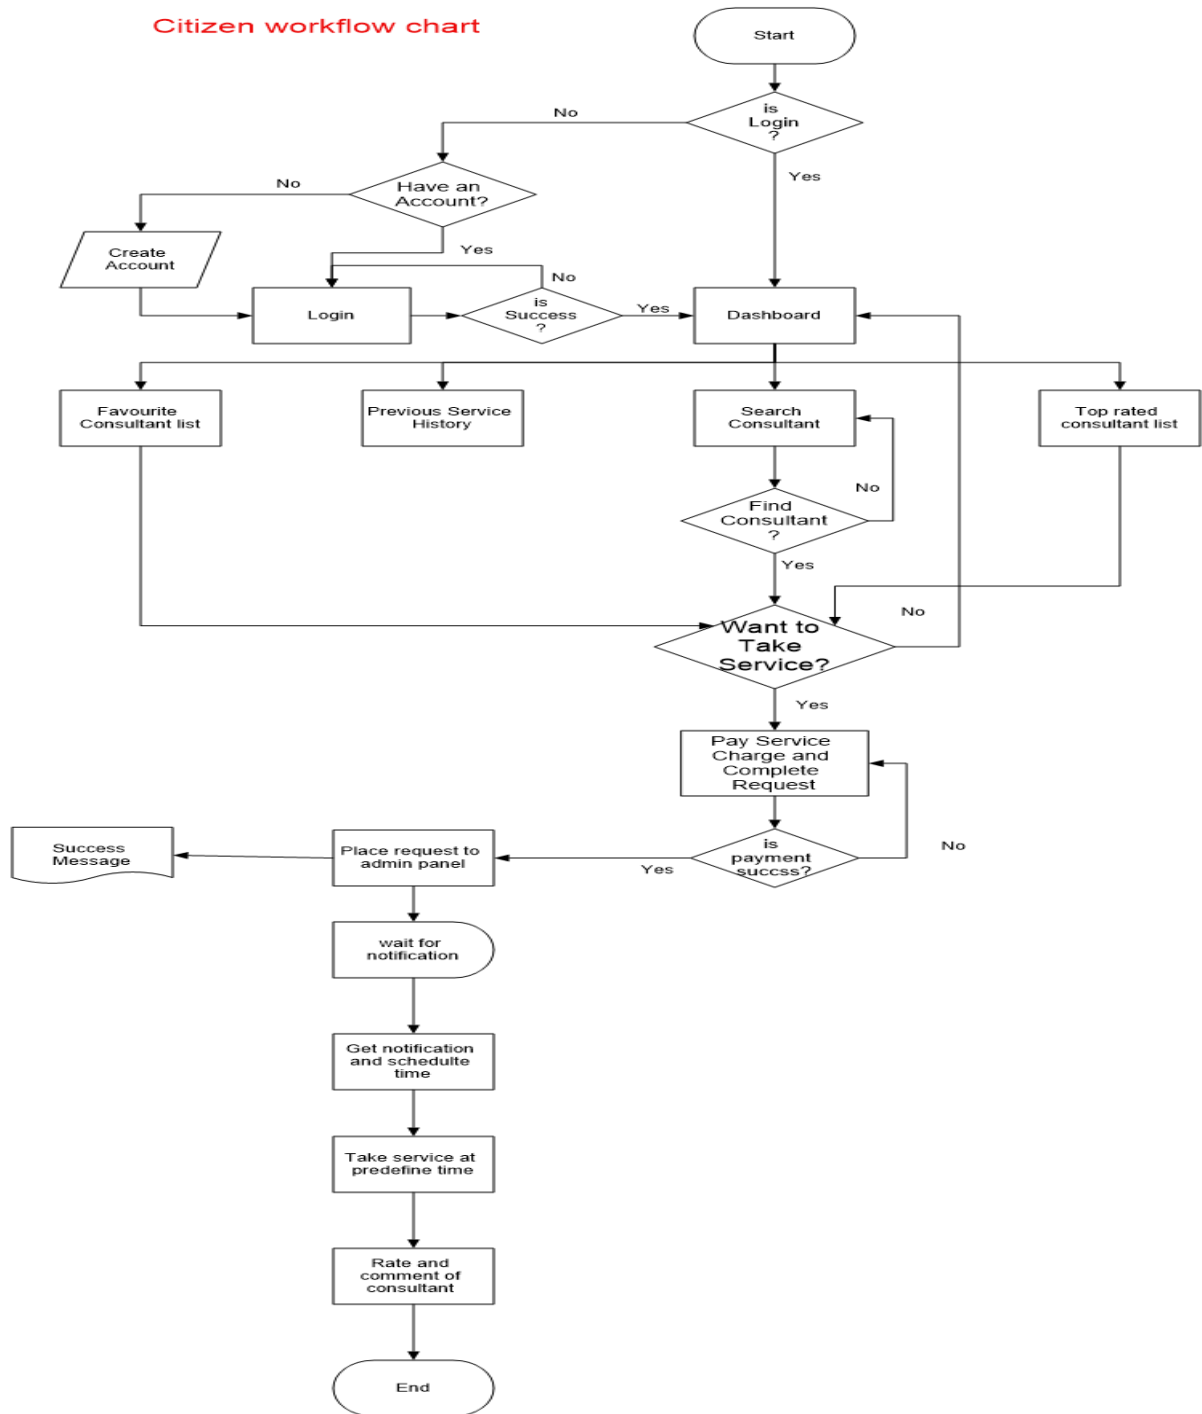 Citizen workflow chart
Start
is
Login
?
No
Yes
Have an
Account?
No
Yes
Create
Account
Login
No
is
Success
?
Yes
Dashboard
Favourite
Consultant list
Previous Service
History
Search
Consultant
Top rated
consultant list
No
Find
Consultant
?
Yes
No
Want to
Take
Service?
Yes
Pay Service
Charge and
Complete
Request
No
is
payment
succss?
Yes
Place request to
admin panel
Success
Message
wait for
notification
Get notification
and schedulte
time
Take service at
predefine time
Rate and
comment of
consultant
End